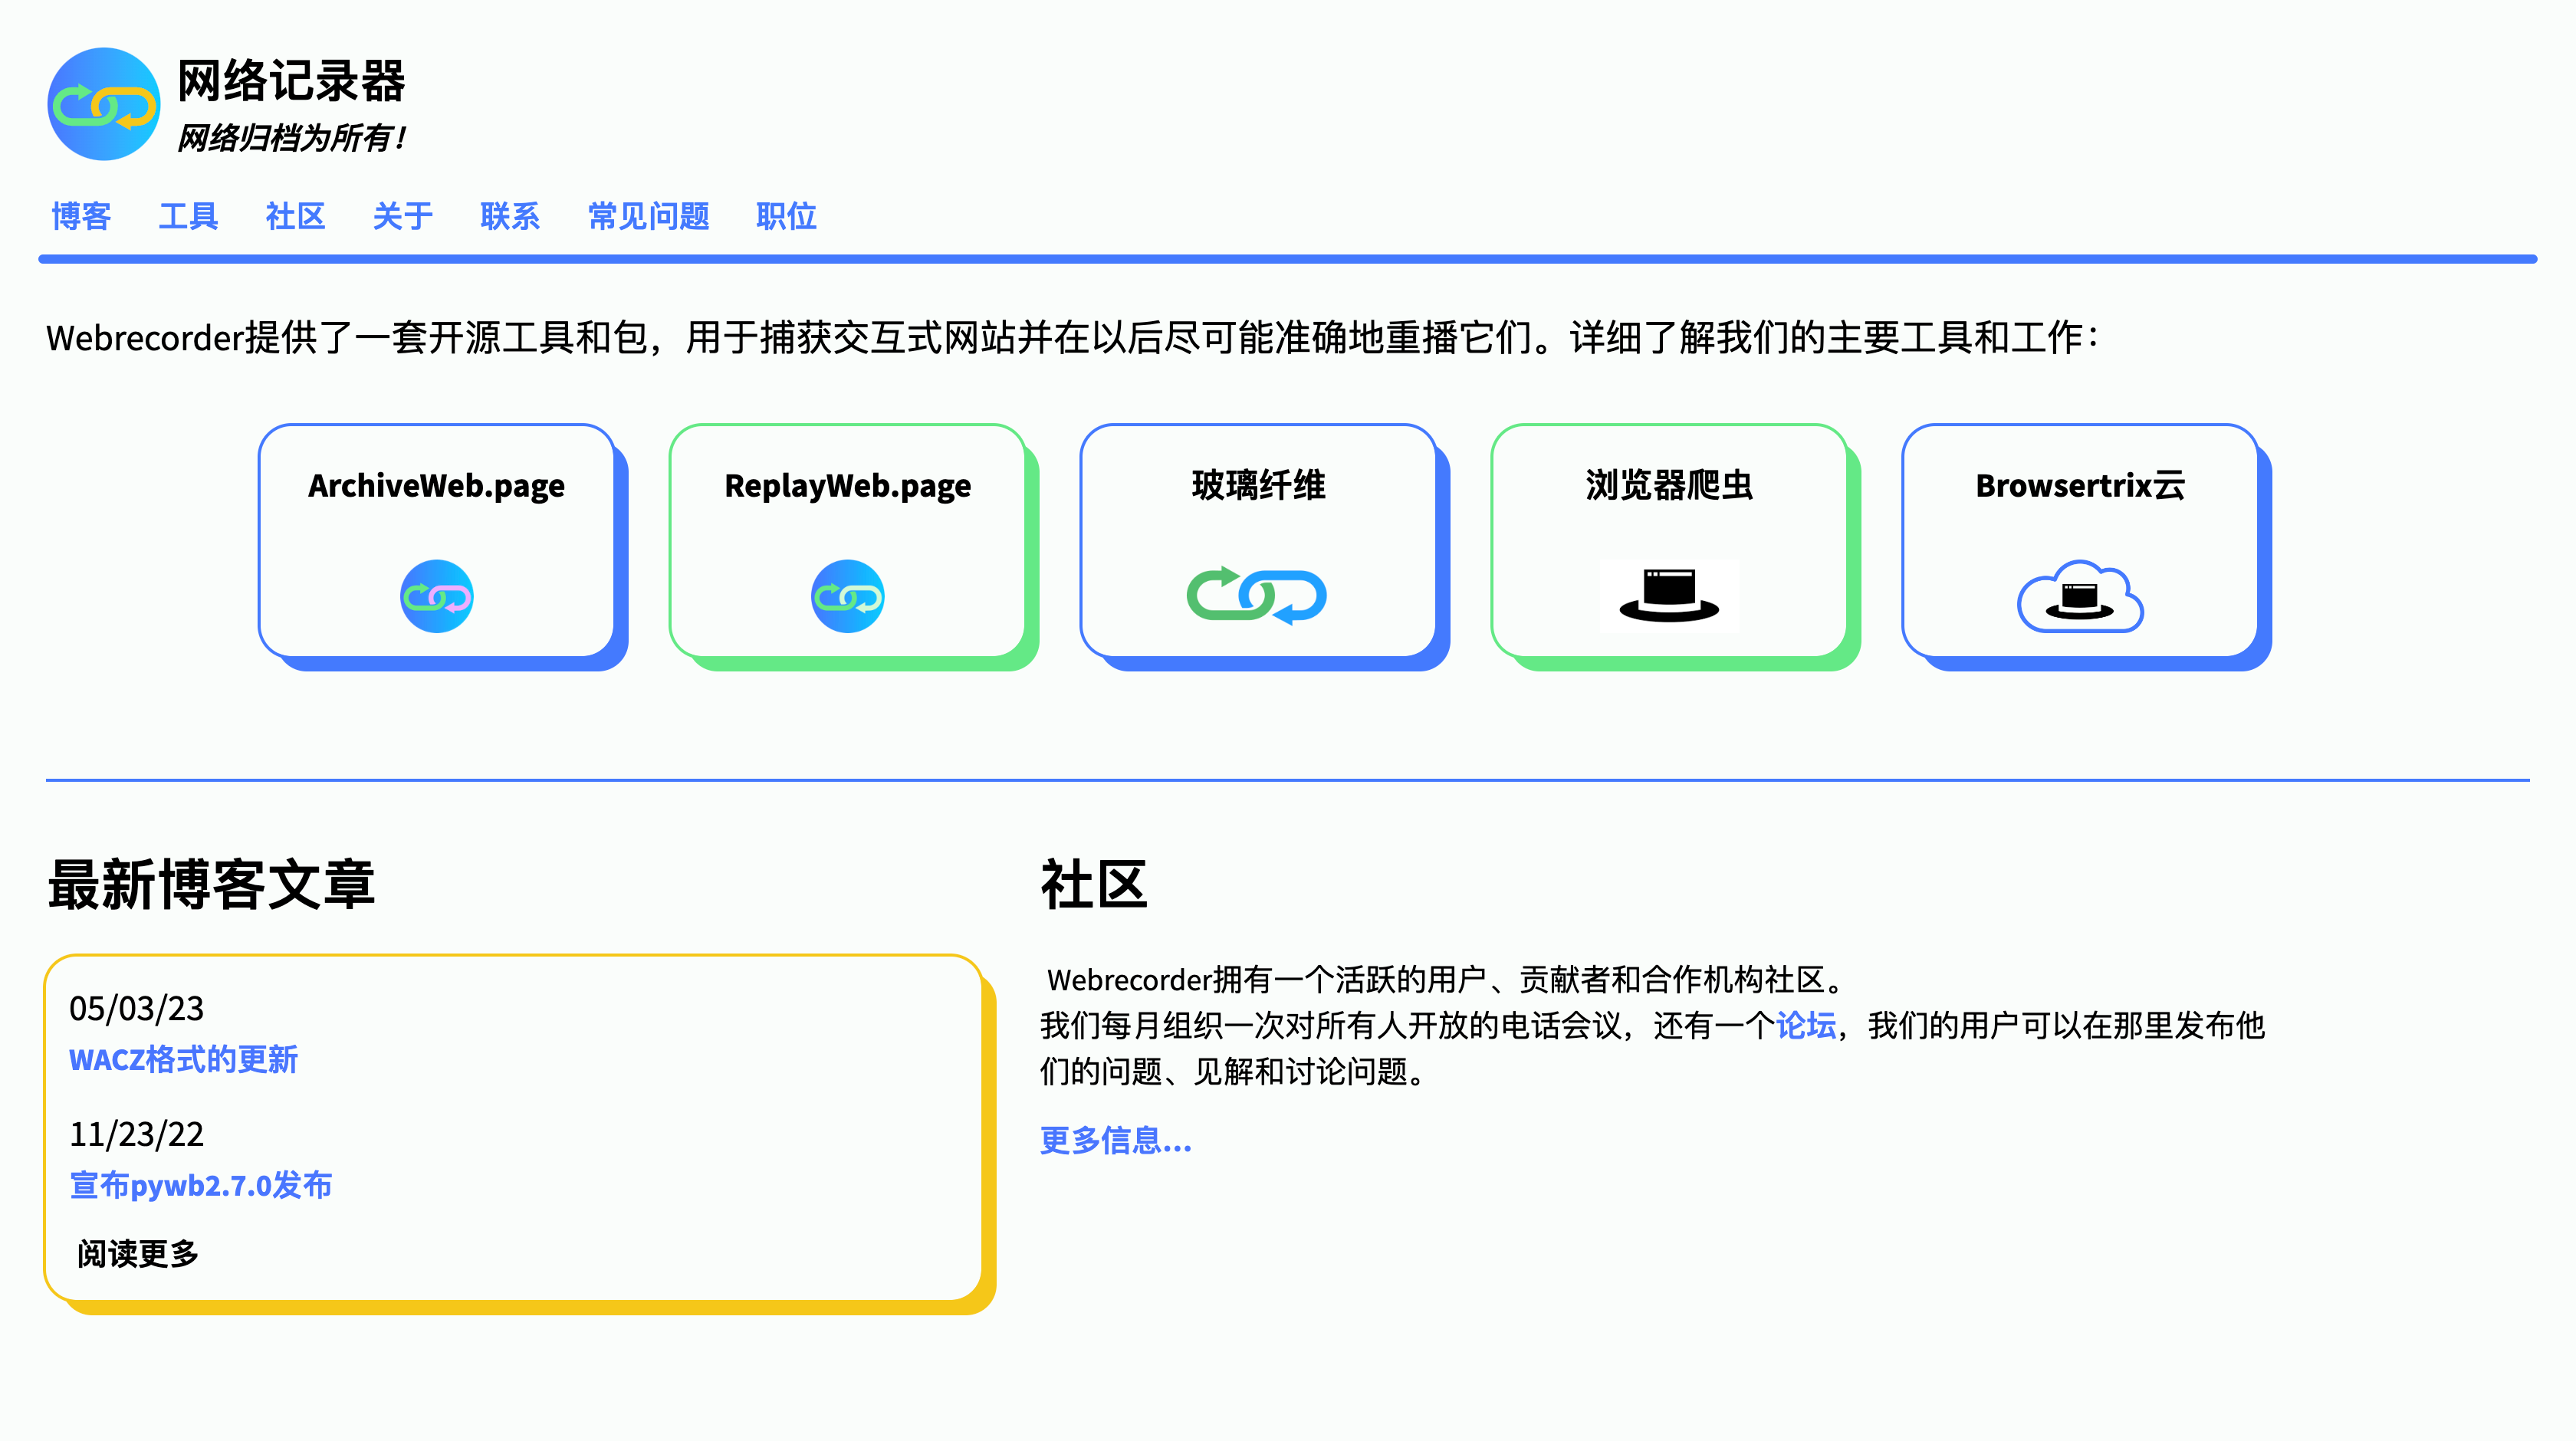 网络记录器
网络归档为所有！
博客 工具 社区 关于 联系 常见问题 职位
Webrecorder提供了一套开源工具和包，用于捕获交互式网站并在以后尽可能准确地重播它们。详细了解我们的主要工具和工作：
ArchiveWeb.page
ReplayWeb.page
玻璃纤维
浏览器爬虫
Browsertrix云
最新博客文章
05/03/23
WACZ格式的更新
11/23/22
宣布pywb2.7.0发布
阅读更多
社区
Webrecorder拥有一个活跃的用户、贡献者和合作机构社区。
我们每月组织一次对所有人开放的电话会议，还有一个论坛，我们的用户可以在那里发布他
们的问题、见解和讨论问题。
更多信息...